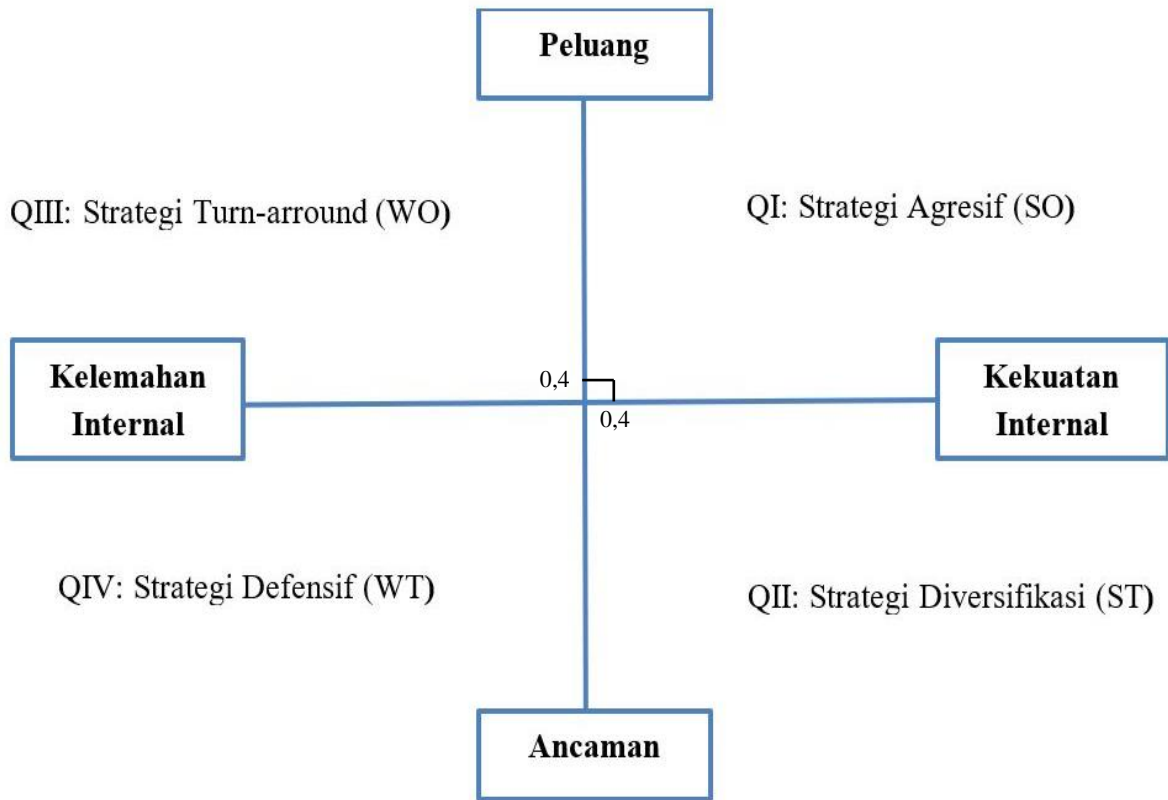 Peluang
QIII: Strategi Turn-arround (WO)
QI: Strategi Agresif (SO)
Kelemahan
Internal
0,4
0,4
Kekuatan
Internal
QIV: Strategi Defensif (WT)
QII: Strategi Diversifikasi (ST)
Ancaman